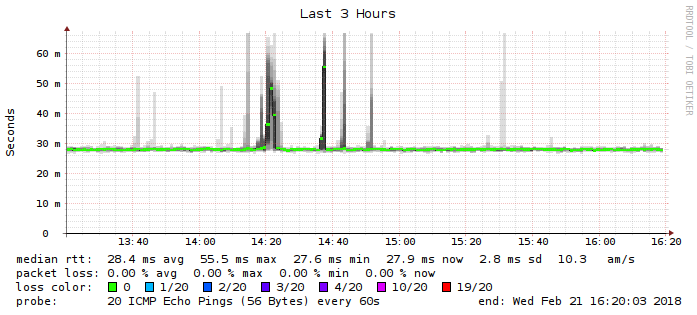 Last 3 Hours
RRDTOOL / TOBI OETIKER
Seconds
60 m
50 m
40 m
30 m
20 m
10 m
0
13:40 14:00 14:20 14:40 15:00 15:20 15:40 16:00 16:20
median rtt: 28.4 ms avg 55.5 ms max 27.6 ms min 27.9 ms now 2.8 ms sd 10.3 am/s
packet loss: 0.00 % avg 0.00 % max 0.00 % min 0.00 % now
loss color: 0 1/20 2/20 3/20 4/20 10/20 19/20
probe: 20 ICMP Echo Pings (56 Bytes) every 60s end: Wed Feb 21 16:20:03 2018